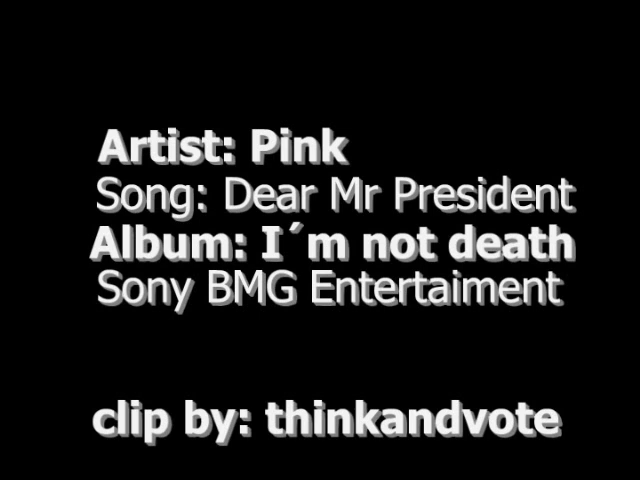 Artist: Pink
Song: Dear Mr President
Album: I´m not death
Sony BMG Entertaiment
clip by: thinkandvote